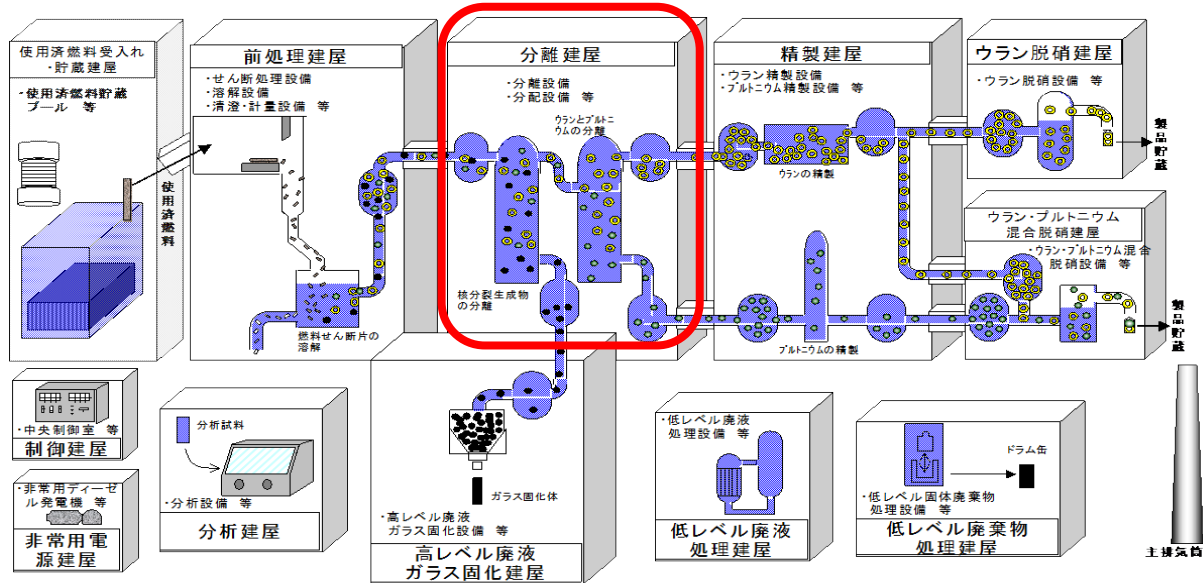 使用済燃料受入れ
・貯蔵建屋
・使用済燃料貯蔵
プール 等
使用済燃料
前処理建屋
・せん断処理設備
・溶解設備
・清澄・計量設備 等
燃料せん断片の
溶解
分離建屋
・分離設備
・分配設備 等
ウランとプルトニ
ウムの分離
核分裂生成物
の分離
精製建屋
・ウラン精製設備
・プルトニウム精製設備 等
ウランの精製
プルトニウムの精製
ウラン脱硝建屋
・ウラン脱硝設備 等
製品貯蔵
ウラン・プルトニウム
混合脱硝建屋
・ウラン・プルトニウム混合
脱硝設備 等
製品貯蔵
・中央制御室 等
制御建屋
・非常用ディーゼ
ル発電機 等
非常用電
源建屋
分析試料
・分析設備 等
分析建屋
ガラス固化体
・高レベル廃液
ガラス固化設備 等
高レベル廃液
ガラス固化建屋
・低レベル廃液
処理設備 等
低レベル廃液
処理建屋
ドラム缶
・低レベル固体廃棄物
処理設備 等
低レベル廃棄物
処理建屋
主排気筒